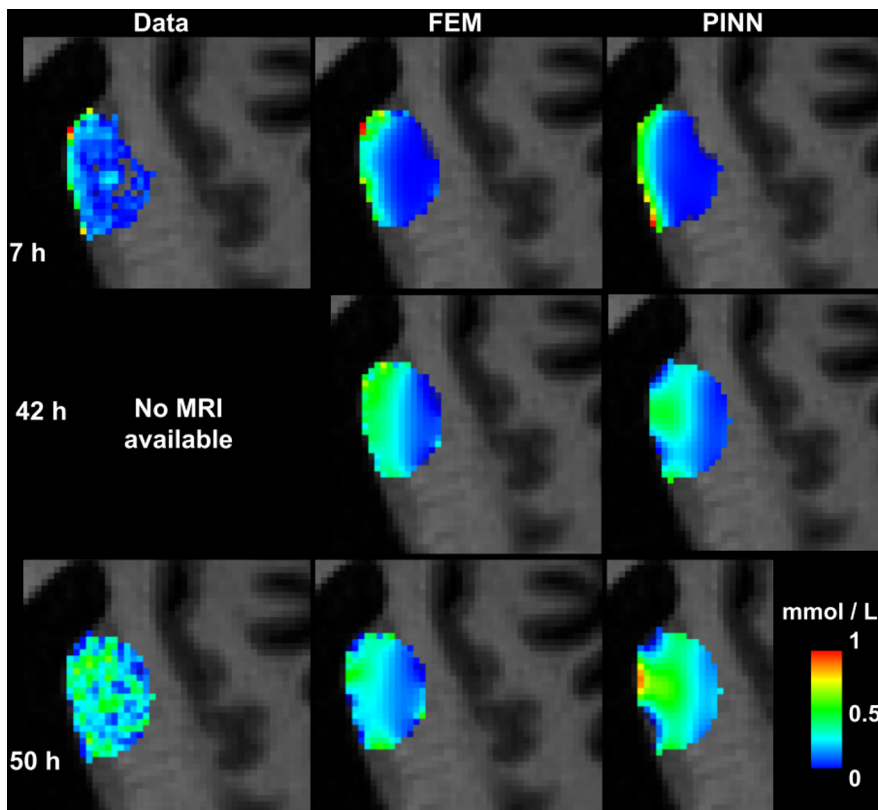 Data FEM PINN
7 h
42 h
No MRI
available
50 h
mmol / L
1
0.5
0